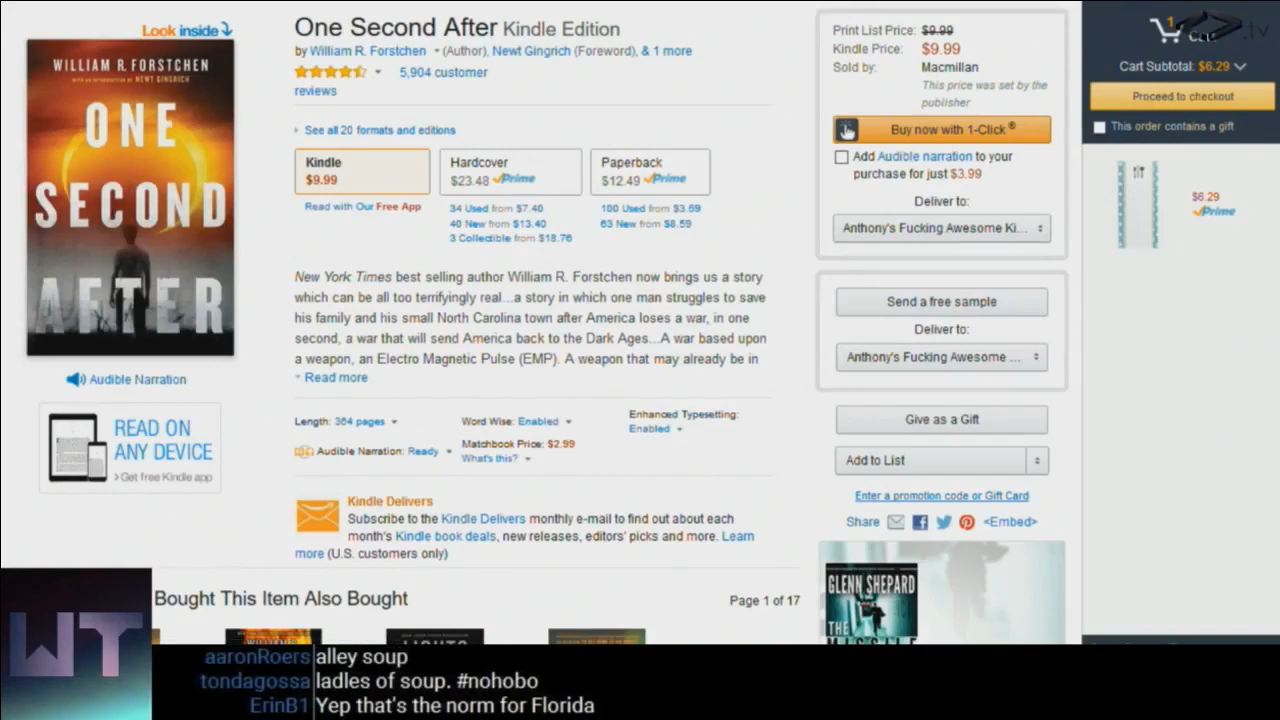 Look inside
WILLIAM R. FORSTCHEN
WITH AN INTRODUCTION BY NEWT GINGRICH
ONE
SECOND
AFTER
Audible Narration
READ ON
ANY DEVICE
> Get free Kindle app
One Second After Kindle Edition
by William R. Forstchen (Author), Newt Gingrich (Foreword), & 1 more
5,904 customer
reviews
See all 20 formats and editions
Kindle
$9.99
Hardcover
$23.48 Prime
Paperback
$12.49 Prime
Read with Our Free App
34 Used from $7.40
40 New from $13.40
3 Collectible from $18.76
100 Used from $3.69
63 New from $8.59
New York Times best selling author William R. Forstchen now brings us a story
which can be all too terrifyingly real...a story in which one man struggles to save
his family and his small North Carolina town after America loses a war, in one
second, a war that will send America back to the Dark Ages...A war based upon
a weapon, an Electro Magnetic Pulse (EMP). A weapon that may already be in
Read more
Length: 384 pages
Word Wise: Enabled
Enhanced Typesetting:
Enabled
Audible Narration: Ready
Matchbook Price: $2.99
What's this?
Kindle Delivers
Subscribe to the Kindle Delivers monthly e-mail to find out about each
month's Kindle book deals, new releases, editors' picks and more. Learn
more (U.S. customers only)
Bought This Item Also Bought
Page 1 of 17
Print List Price: $9.99
Kindle Price: $9.99
Sold by: Macmillan
This price was set by the
publisher
Buy now with 1-Click ®
Add Audible narration to your
purchase for just $3.99
Deliver to:
Anthony's Fucking Awesome Ki...
Send a free sample
Deliver to:
Anthony's Fucking Awesome ...
Give as a Gift
Add to List
Enter a promotion code or Gift Card
Share <Embed>
GLENN SHEPARD
THE
1
.tv
Cart Subtotal: $6.29
Proceed to checkout
This order contains a gift
$6.29
Prime
WT
aaronRoers alley soup
tondagossa ladles of soup. #nohobo
ErinB1 Yep that's the norm for Florida